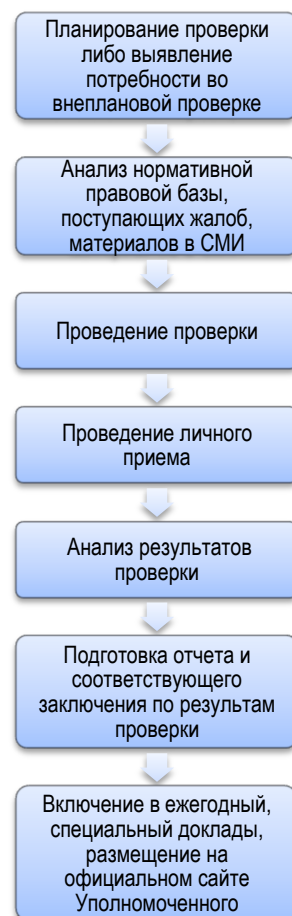 Планирование проверки
либо выявление
потребности во
внеплановой проверке
Анализ нормативной
правовой базы,
поступающих жалоб,
материалов в СМИ
Проведение проверки
Проведение личного
приема
Анализ результатов
проверки
Подготовка отчета и
соответствующего
заключения по результам
проверки
Включение в ежегодный,
специальный доклады,
размещение на
официальном сайте
Уполномоченного